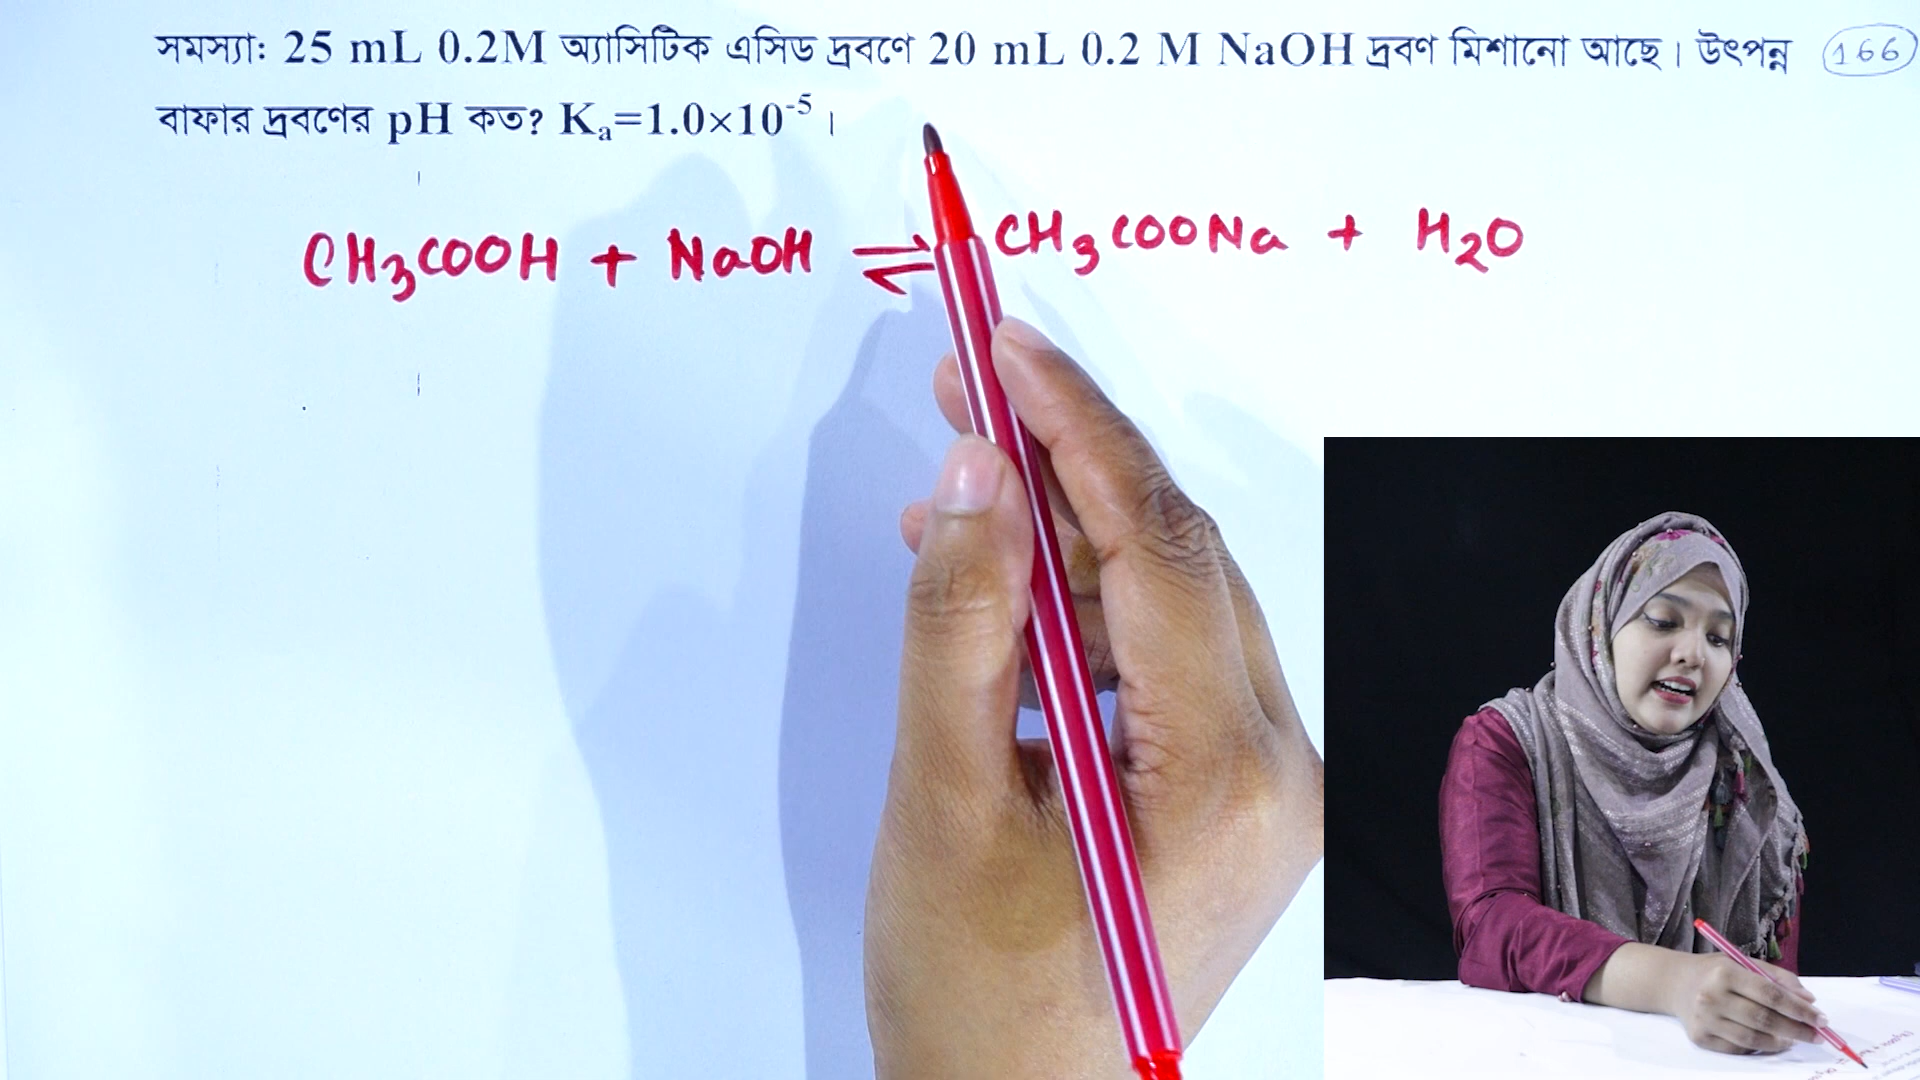 সমস্যাঃ 25 mL 0.2M অ্যাসিটিক এসিড দ্রবণে 20 mL 0.2 M NaOH দ্রবণ মিশানো আছে। উৎপন্ন 166
বাফার দ্রবণের pH কত? Kₐ=1.0×10⁻⁵।
CH₃COOH + NaOH ⇌ CH₃COONa + H₂O